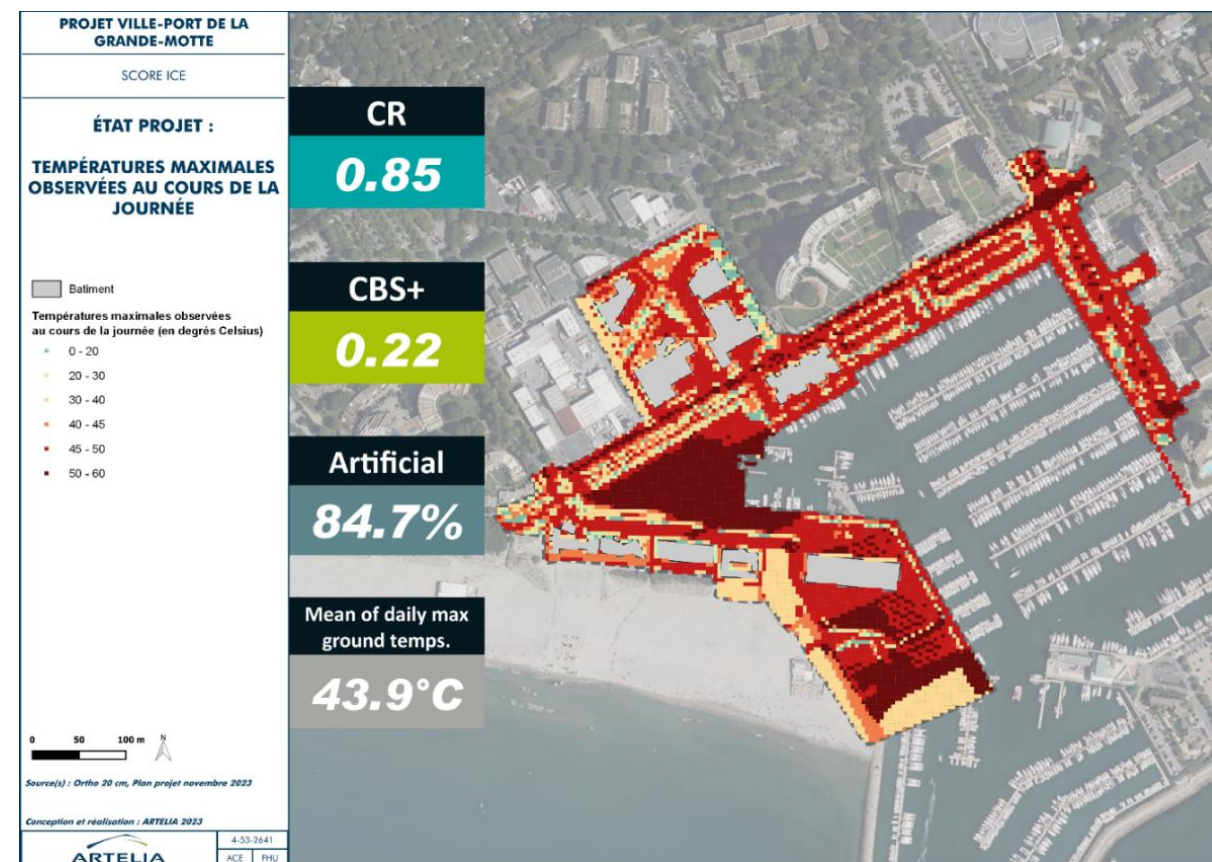 PROJET VILLE-PORT DE LA
GRANDE-MOTTE
SCORE ICE
ÉTAT PROJET :
TEMPÉRATURES MAXIMALES
OBSERVÉES AU COURS DE LA
JOURNÉE
Batiment
Températures maximales observées
au cours de la journée (en degrés Celsius)
0 - 20
20 - 30
30 - 40
40 - 45
45 - 50
50 - 60
0 50 100 m N
Source(s) : Ortho 20 cm, Plan projet novembre 2023
Conception et réalisation : ARTELIA 2023
ARTELIA
4-53-2641
ACE FHU
CR
0.85
CBS+
0.22
Artificial
84.7%
Mean of daily max
ground temps.
43.9°C